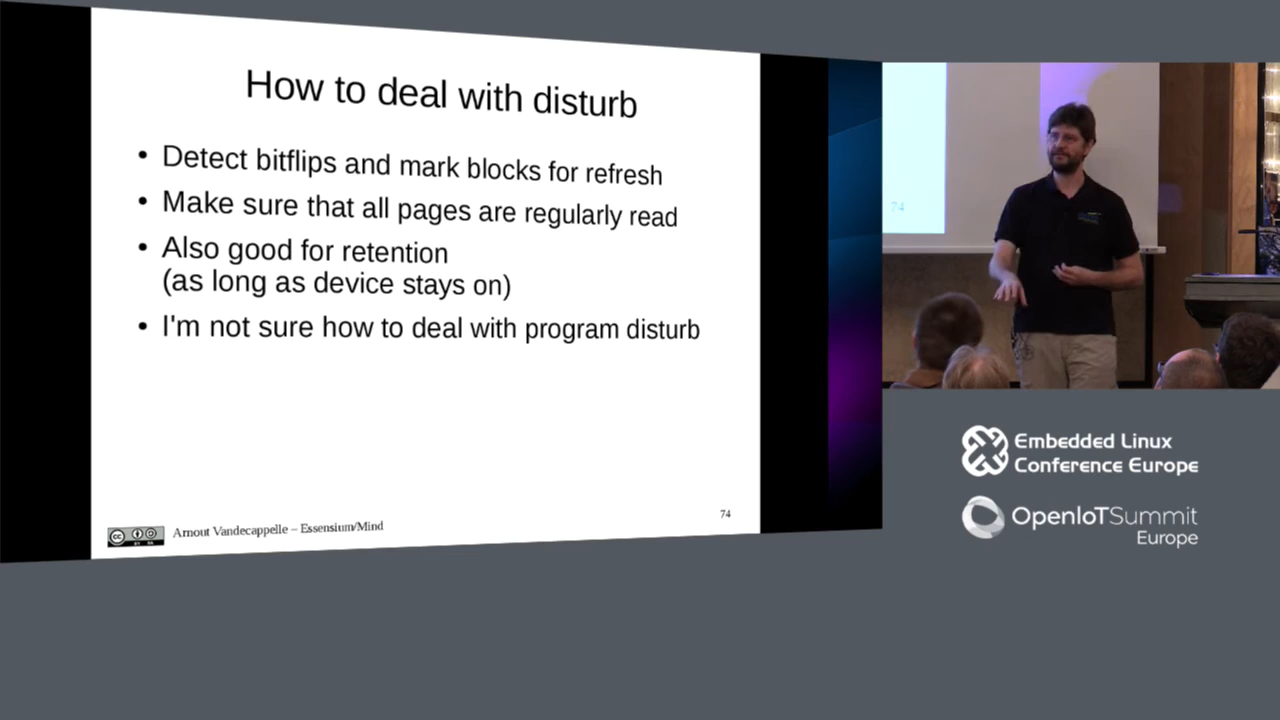 How to deal with disturb
• Detect bitflips and mark blocks for refresh
• Make sure that all pages are regularly read
• Also good for retention
(as long as device stays on)
• I'm not sure how to deal with program disturb
Arnout Vandecappelle – Essensium/Mind
74
74
Embedded Linux
Conference Europe
OpenIoTSummit
Europe